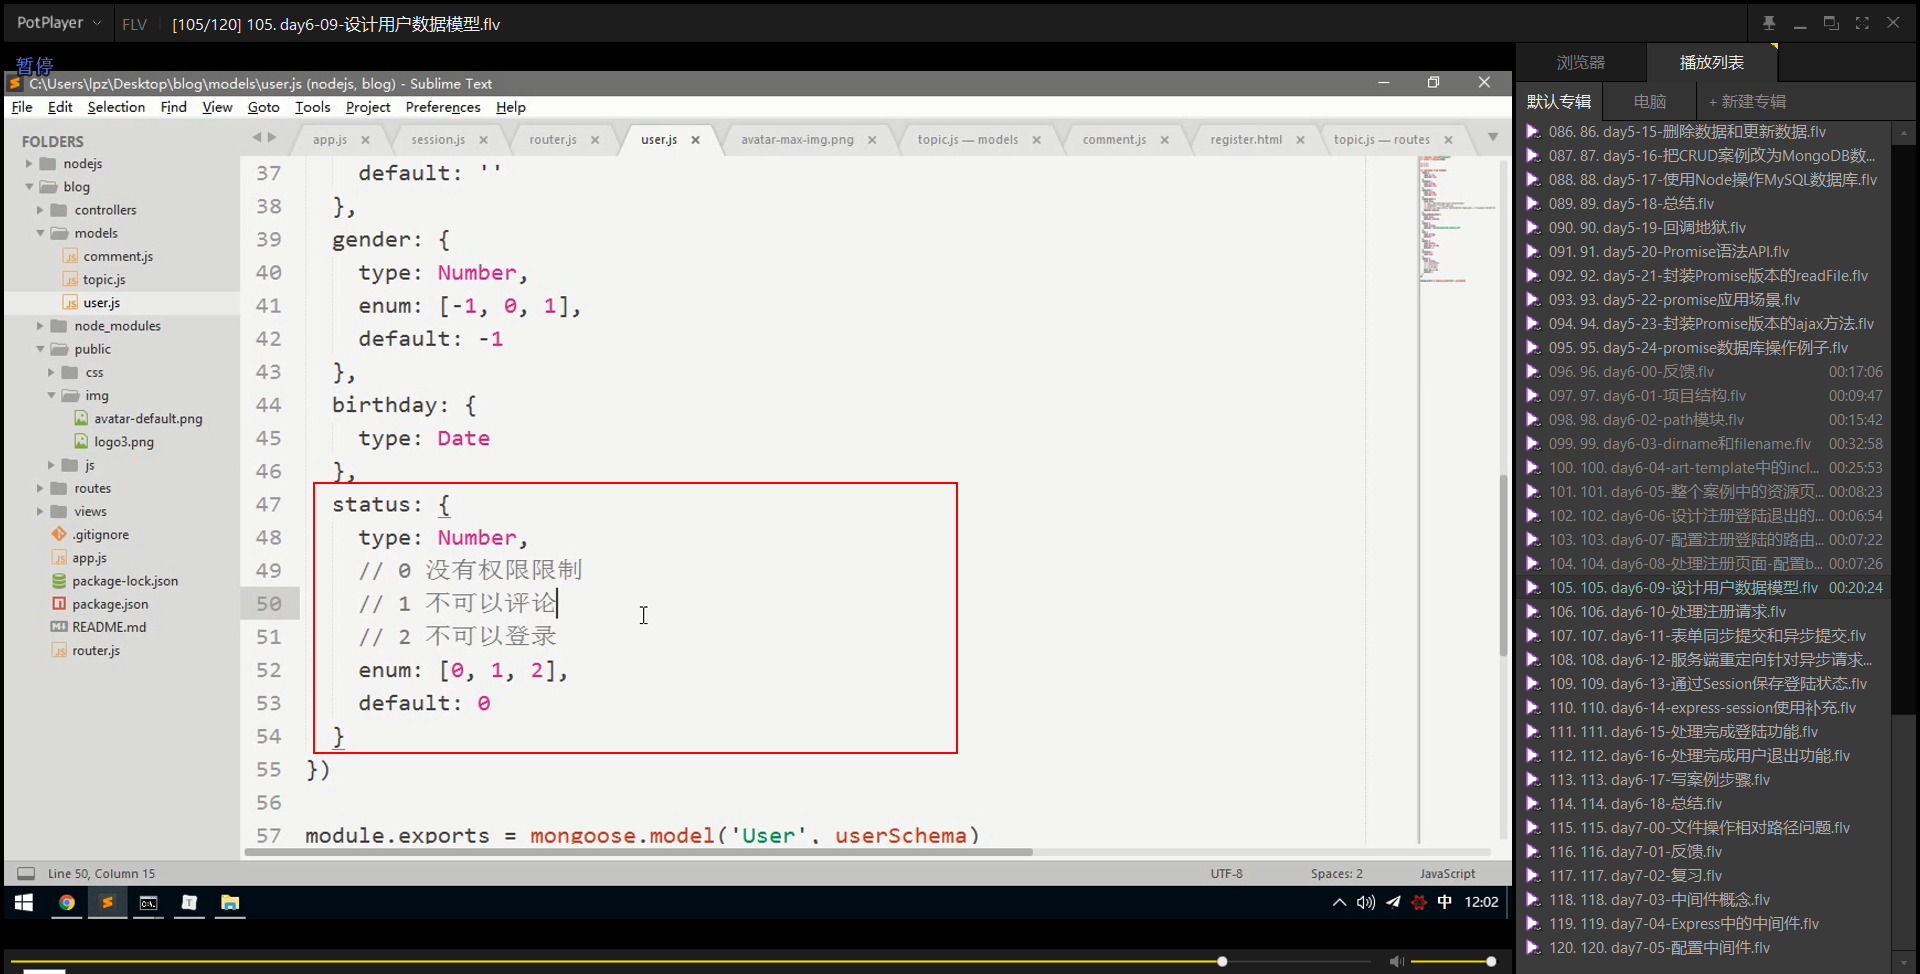 PotPlayer FLV [105/120] 105. day6-09-设计用户数据模型.flv
暂停
C:\Users\lpz\Desktop\blog\models\user.js (nodejs, blog) - Sublime Text
File Edit Selection Find View Goto Tools Project Preferences Help
FOLDERS
nodejs
blog
controllers
models
comment.js
topic.js
user.js
node_modules
public
css
img
avatar-default.png
logo3.png
js
routes
views
.gitignore
app.js
package-lock.json
package.json
README.md
router.js
app.js session.js router.js user.js avatar-max-img.png topic.js — models comment.js register.html topic.js — routes
37 default: ''
38 },
39 gender: {
40 type: Number,
41 enum: [-1, 0, 1],
42 default: -1
43 },
44 birthday: {
45 type: Date
46 },
47 status: {
48 type: Number,
49 // 0 没有权限限制
50 // 1 不可以评论
51 // 2 不可以登录
52 enum: [0, 1, 2],
53 default: 0
54 }
55 })
56
57 module.exports = mongoose.model('User', userSchema)
Line 50, Column 15 UTF-8 Spaces: 2 JavaScript
中 12:02
浏览器 播放列表
默认专辑 电脑 + 新建专辑
086. 86. day5-15-删除数据和更新数据.flv
087. 87. day5-16-把CRUD案例改为MongoDB数...
088. 88. day5-17-使用Node操作MySQL数据库.flv
089. 89. day5-18-总结.flv
090. 90. day5-19-回调地狱.flv
091. 91. day5-20-Promise语法API.flv
092. 92. day5-21-封装Promise版本的readFile.flv
093. 93. day5-22-promise应用场景.flv
094. 94. day5-23-封装Promise版本的ajax方法.flv
095. 95. day5-24-promise数据库操作例子.flv
096. 96. day6-00-反馈.flv 00:17:06
097. 97. day6-01-项目结构.flv 00:09:47
098. 98. day6-02-path模块.flv 00:15:42
099. 99. day6-03-dirname和filename.flv 00:32:58
100. 100. day6-04-art-template中的incl... 00:25:53
101. 101. day6-05-整个案例中的资源页... 00:08:23
102. 102. day6-06-设计注册登陆退出的... 00:06:54
103. 103. day6-07-配置注册登陆的路由... 00:07:22
104. 104. day6-08-处理注册页面-配置b... 00:07:26
105. 105. day6-09-设计用户数据模型.flv 00:20:24
106. 106. day6-10-处理注册请求.flv
107. 107. day6-11-表单同步提交和异步提交.flv
108. 108. day6-12-服务端重定向针对异步请求...
109. 109. day6-13-通过Session保存登陆状态.flv
110. 110. day6-14-express-session使用补充.flv
111. 111. day6-15-处理完成登陆功能.flv
112. 112. day6-16-处理完成用户退出功能.flv
113. 113. day6-17-写案例步骤.flv
114. 114. day6-18-总结.flv
115. 115. day7-00-文件操作相对路径问题.flv
116. 116. day7-01-反馈.flv
117. 117. day7-02-复习.flv
118. 118. day7-03-中间件概念.flv
119. 119. day7-04-Express中的中间件.flv
120. 120. day7-05-配置中间件.flv